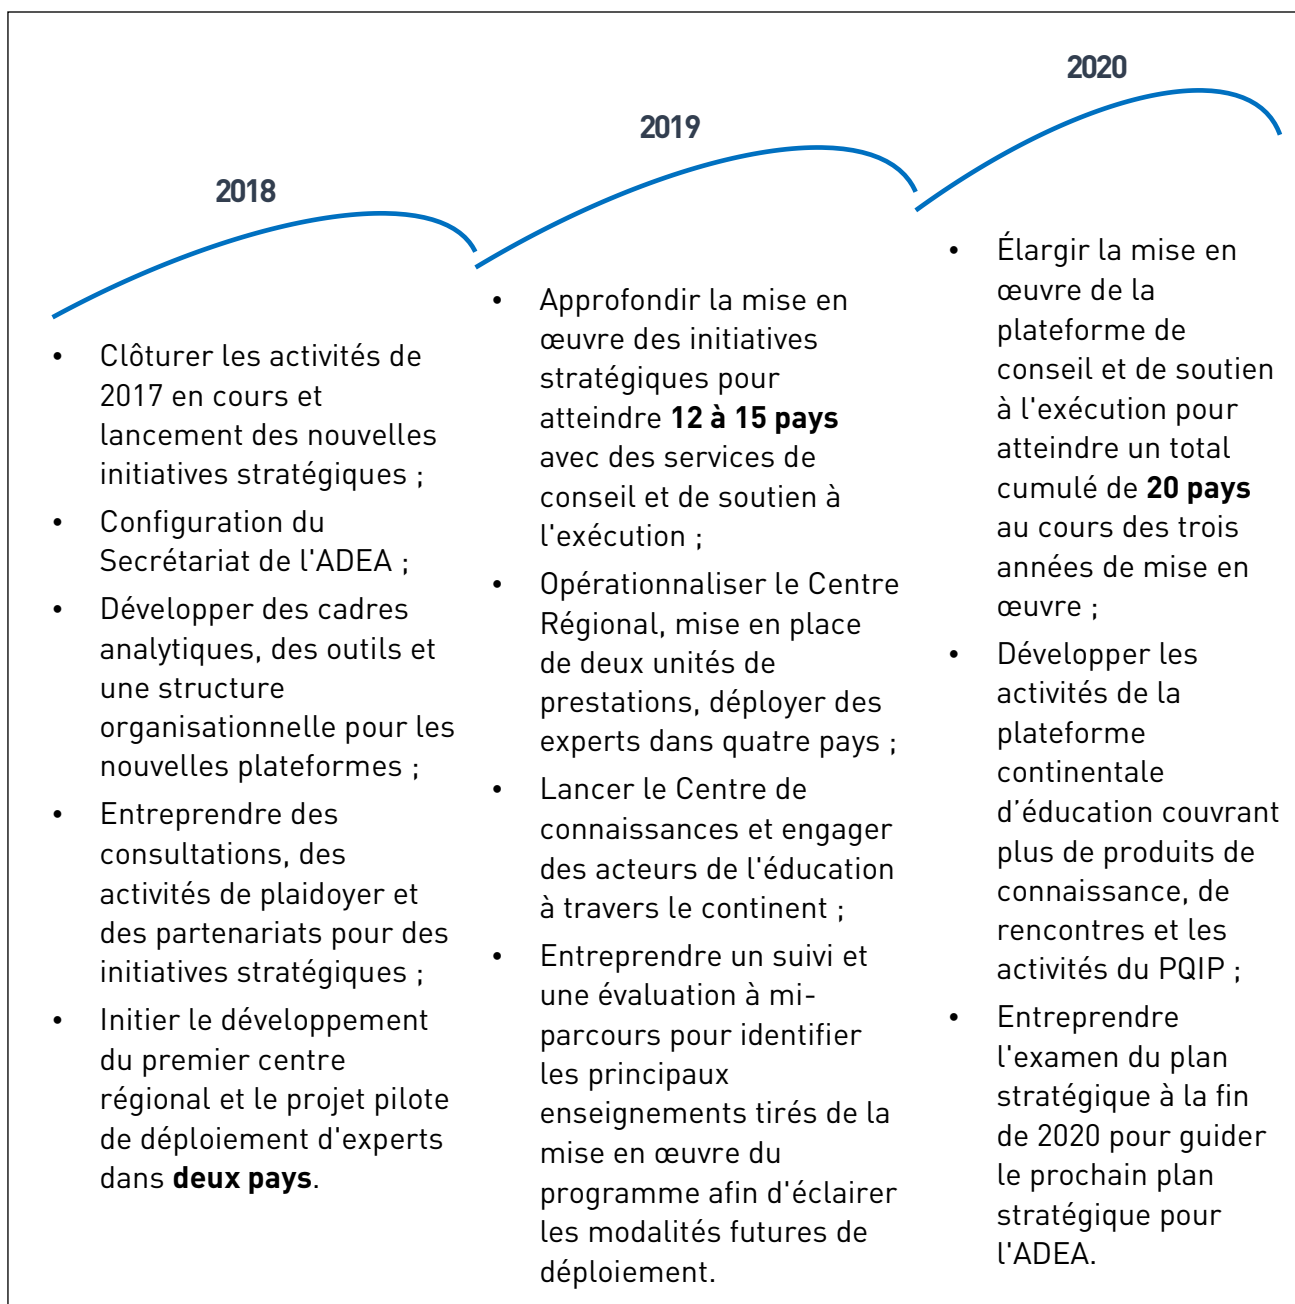 2018
• Clôturer les activités de
2017 en cours et
lancement des nouvelles
initiatives stratégiques ;
• Configuration du
Secrétariat de l'ADEA ;
• Développer des cadres
analytiques, des outils et
une structure
organisationnelle pour les
nouvelles plateformes ;
• Entreprendre des
consultations, des
activités de plaidoyer et
des partenariats pour des
initiatives stratégiques ;
• Initier le développement
du premier centre
régional et le projet pilote
de déploiement d'experts
dans deux pays.
2019
• Approfondir la mise en
œuvre des initiatives
stratégiques pour
atteindre 12 à 15 pays
avec des services de
conseil et de soutien à
l'exécution ;
• Opérationnaliser le Centre
Régional, mise en place
de deux unités de
prestations, déployer des
experts dans quatre pays ;
• Lancer le Centre de
connaissances et engager
des acteurs de l'éducation
à travers le continent ;
• Entreprendre un suivi et
une évaluation à mi-
parcours pour identifier
les principaux
enseignements tirés de la
mise en œuvre du
programme afin d'éclairer
les modalités futures de
déploiement.
2020
• Élargir la mise en
œuvre de la
plateforme de
conseil et de soutien
à l'exécution pour
atteindre un total
cumulé de 20 pays
au cours des trois
années de mise en
œuvre ;
• Développer les
activités de la
plateforme
continentale
d’éducation couvrant
plus de produits de
connaissance, de
rencontres et les
activités du PQIP ;
• Entreprendre
l'examen du plan
stratégique à la fin
de 2020 pour guider
le prochain plan
stratégique pour
l'ADEA.